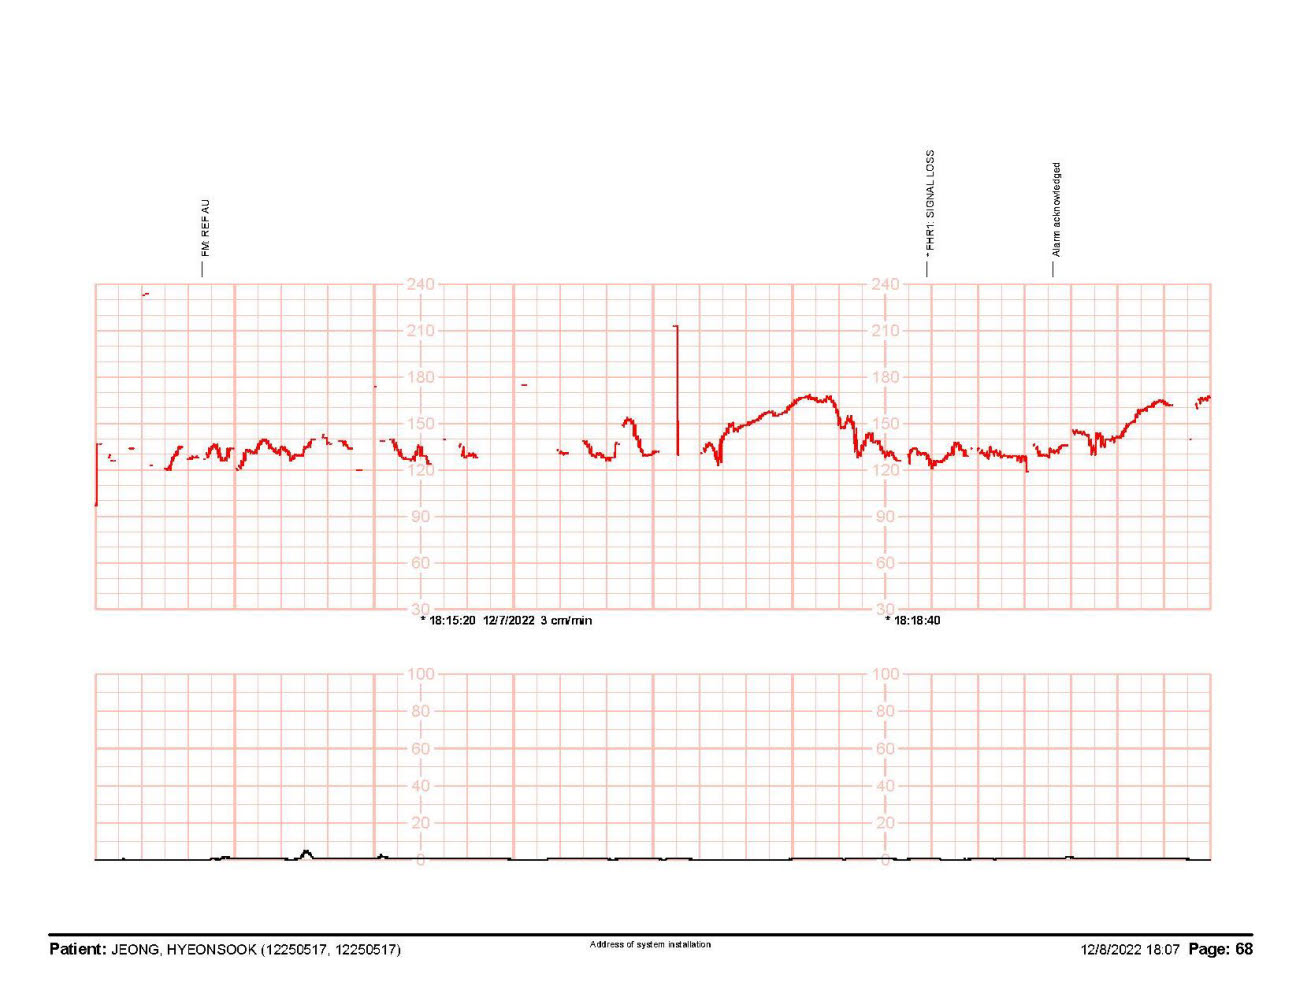 FM: REF AU
* FHR1: SIGNAL LOSS
Alarm acknowledged
240 240
210 210
180 180
150 150
120 120
90 90
60 60
30 30
* 18:15:20 12/7/2022 3 cm/min * 18:18:40
100 100
80 80
60 60
40 40
20 20
0 0
Patient: JEONG, HYEONSOOK (12250517, 12250517) Address of system installation 12/8/2022 18:07 Page: 68